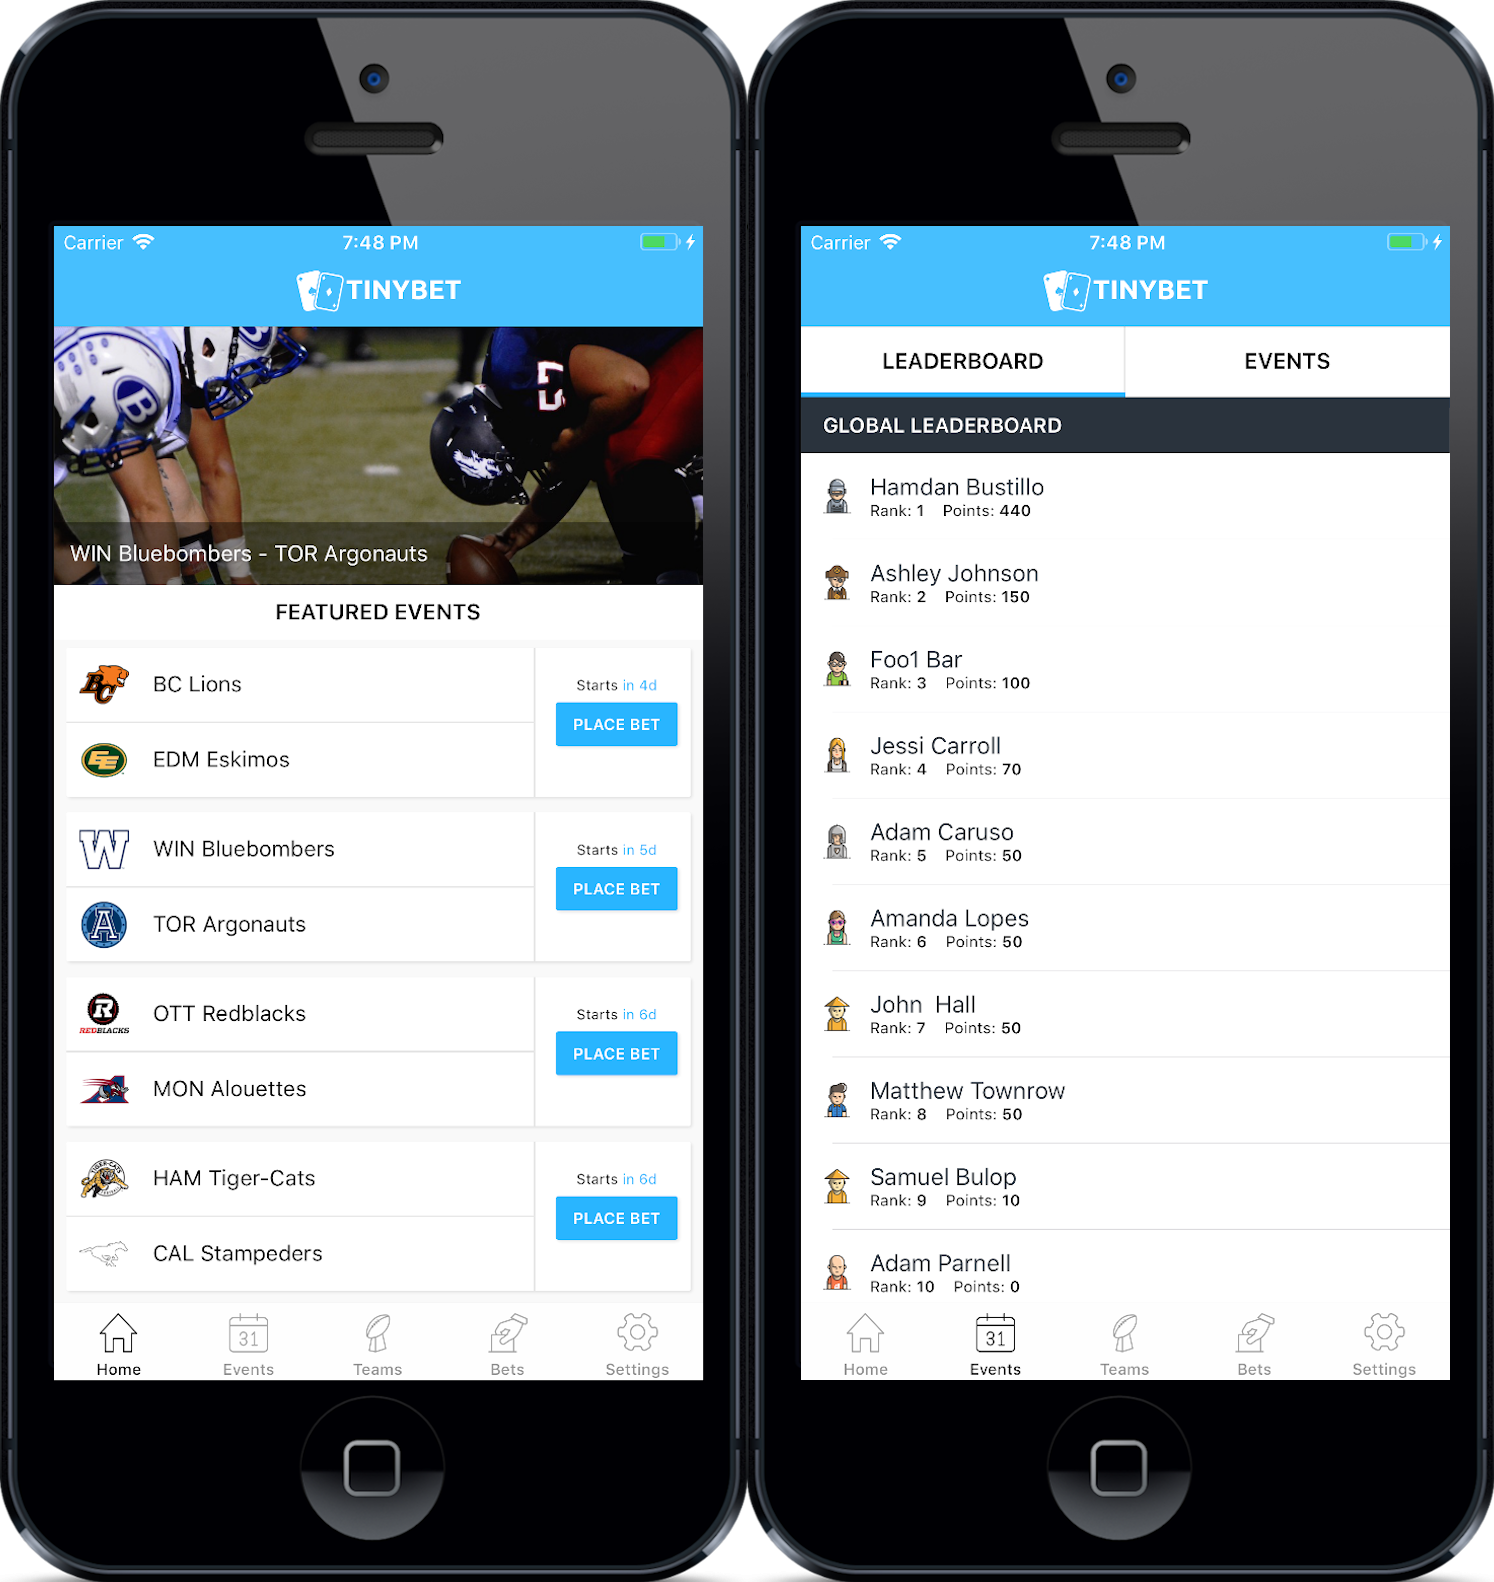 Carrier 7:48 PM
TINYBET
WIN Bluebombers - TOR Argonauts
FEATURED EVENTS
BC Lions
EDM Eskimos
Starts in 4d
PLACE BET
WIN Bluebombers
TOR Argonauts
Starts in 5d
PLACE BET
OTT Redblacks
MON Alouettes
Starts in 6d
PLACE BET
HAM Tiger-Cats
CAL Stampeders
Starts in 6d
PLACE BET
31
Home Events Teams Bets Settings
Carrier 7:48 PM
TINYBET
LEADERBOARD EVENTS
GLOBAL LEADERBOARD
Hamdan Bustillo
Rank: 1 Points: 440
Ashley Johnson
Rank: 2 Points: 150
Foo1 Bar
Rank: 3 Points: 100
Jessi Carroll
Rank: 4 Points: 70
Adam Caruso
Rank: 5 Points: 50
Amanda Lopes
Rank: 6 Points: 50
John Hall
Rank: 7 Points: 50
Matthew Townrow
Rank: 8 Points: 50
Samuel Bulop
Rank: 9 Points: 10
Adam Parnell
Rank: 10 Points: 0
31
Home Events Teams Bets Settings